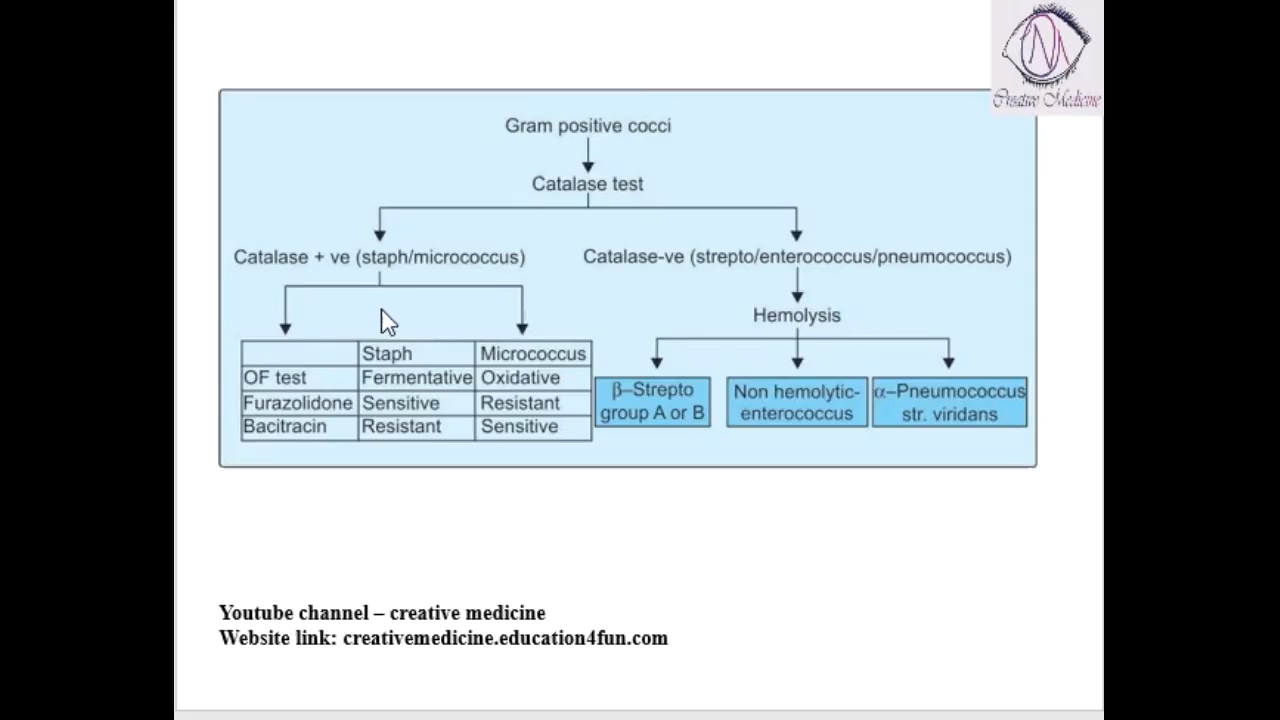 Creative Medicine
Gram positive cocci
Catalase test
Catalase + ve (staph/micrococcus)
Catalase-ve (strepto/enterococcus/pneumococcus)
Hemolysis
Staph Micrococcus
OF test Fermentative Oxidative
Furazolidone Sensitive Resistant
Bacitracin Resistant Sensitive
β–Strepto
group A or B
Non hemolytic-
enterococcus
α–Pneumococcus
str. viridans
Youtube channel – creative medicine
Website link: creativemedicine.education4fun.com